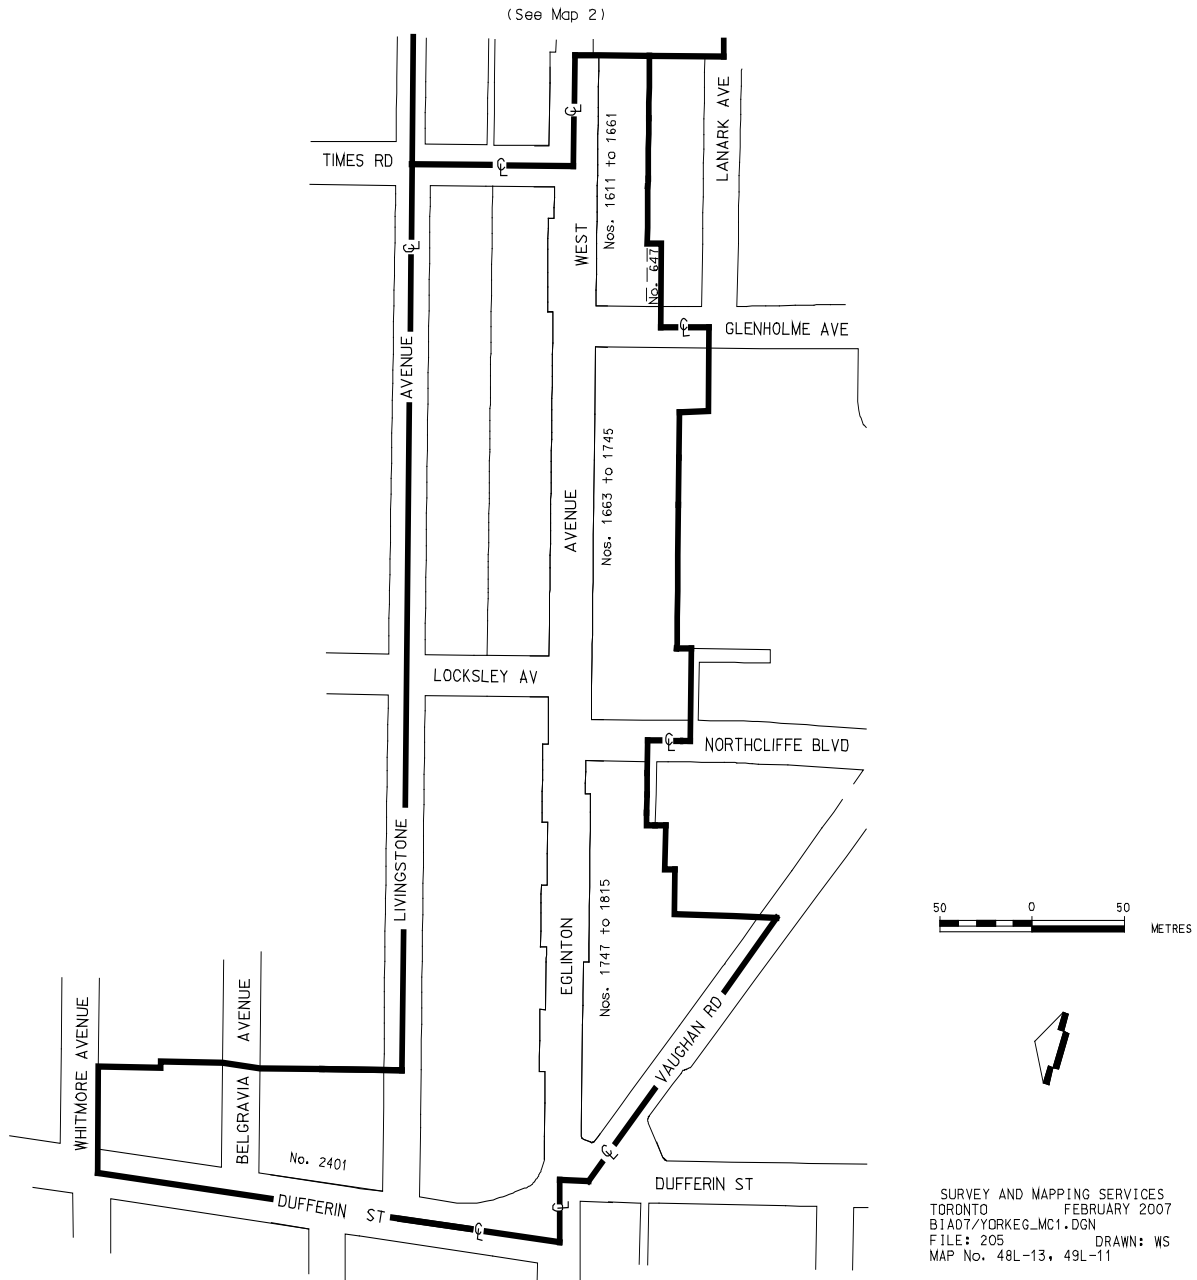 (See Map 2)
TIMES RD
LANARK AVE
Nos. 1611 to 1661
WEST
No. 647
GLENHOLME AVE
AVENUE
Nos. 1663 to 1745
AVENUE
LOCKSLEY AV
NORTHCLIFFE BLVD
LIVINGSTONE
Nos. 1747 to 1815
EGLINTON
50 0 50
METRES
VAUGHAN RD
WHITMORE AVENUE
BELGRAVIA AVENUE
No. 2401
DUFFERIN ST
DUFFERIN ST
SURVEY AND MAPPING SERVICES
TORONTO FEBRUARY 2007
BIA07/YORKEG_MC1.DGN
FILE: 205 DRAWN: WS
MAP No. 48L-13, 49L-11